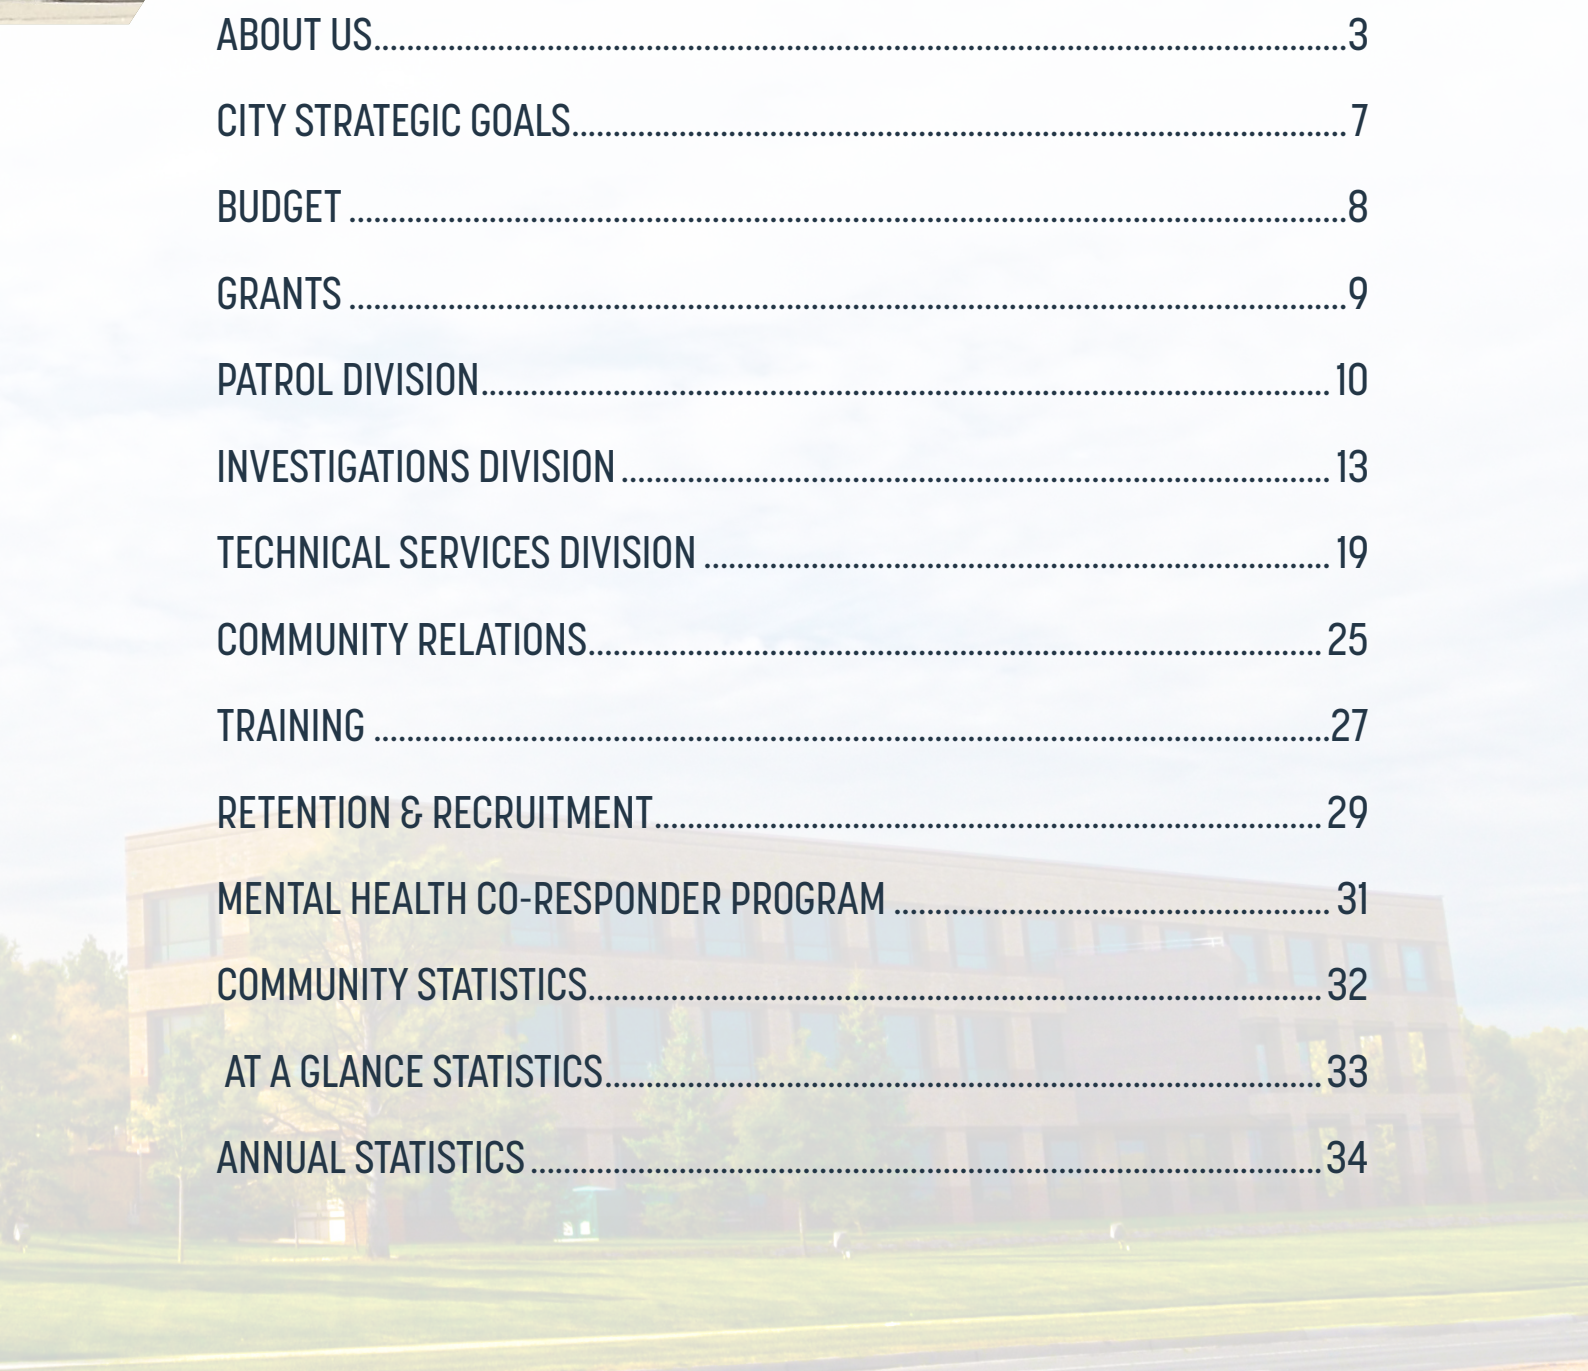 ABOUT US........................................................................................................................3
CITY STRATEGIC GOALS................................................................................................ 7
BUDGET ...........................................................................................................................8
GRANTS ...........................................................................................................................9
PATROL DIVISION......................................................................................................... 10
INVESTIGATIONS DIVISION ........................................................................................ 13
TECHNICAL SERVICES DIVISION ............................................................................. 19
COMMUNITY RELATIONS........................................................................................... 25
TRAINING ......................................................................................................................27
RETENTION & RECRUITMENT................................................................................... 29
MENTAL HEALTH CO-RESPONDER PROGRAM ...................................................... 31
COMMUNITY STATISTICS........................................................................................... 32
AT A GLANCE STATISTICS......................................................................................... 33
ANNUAL STATISTICS .................................................................................................. 34